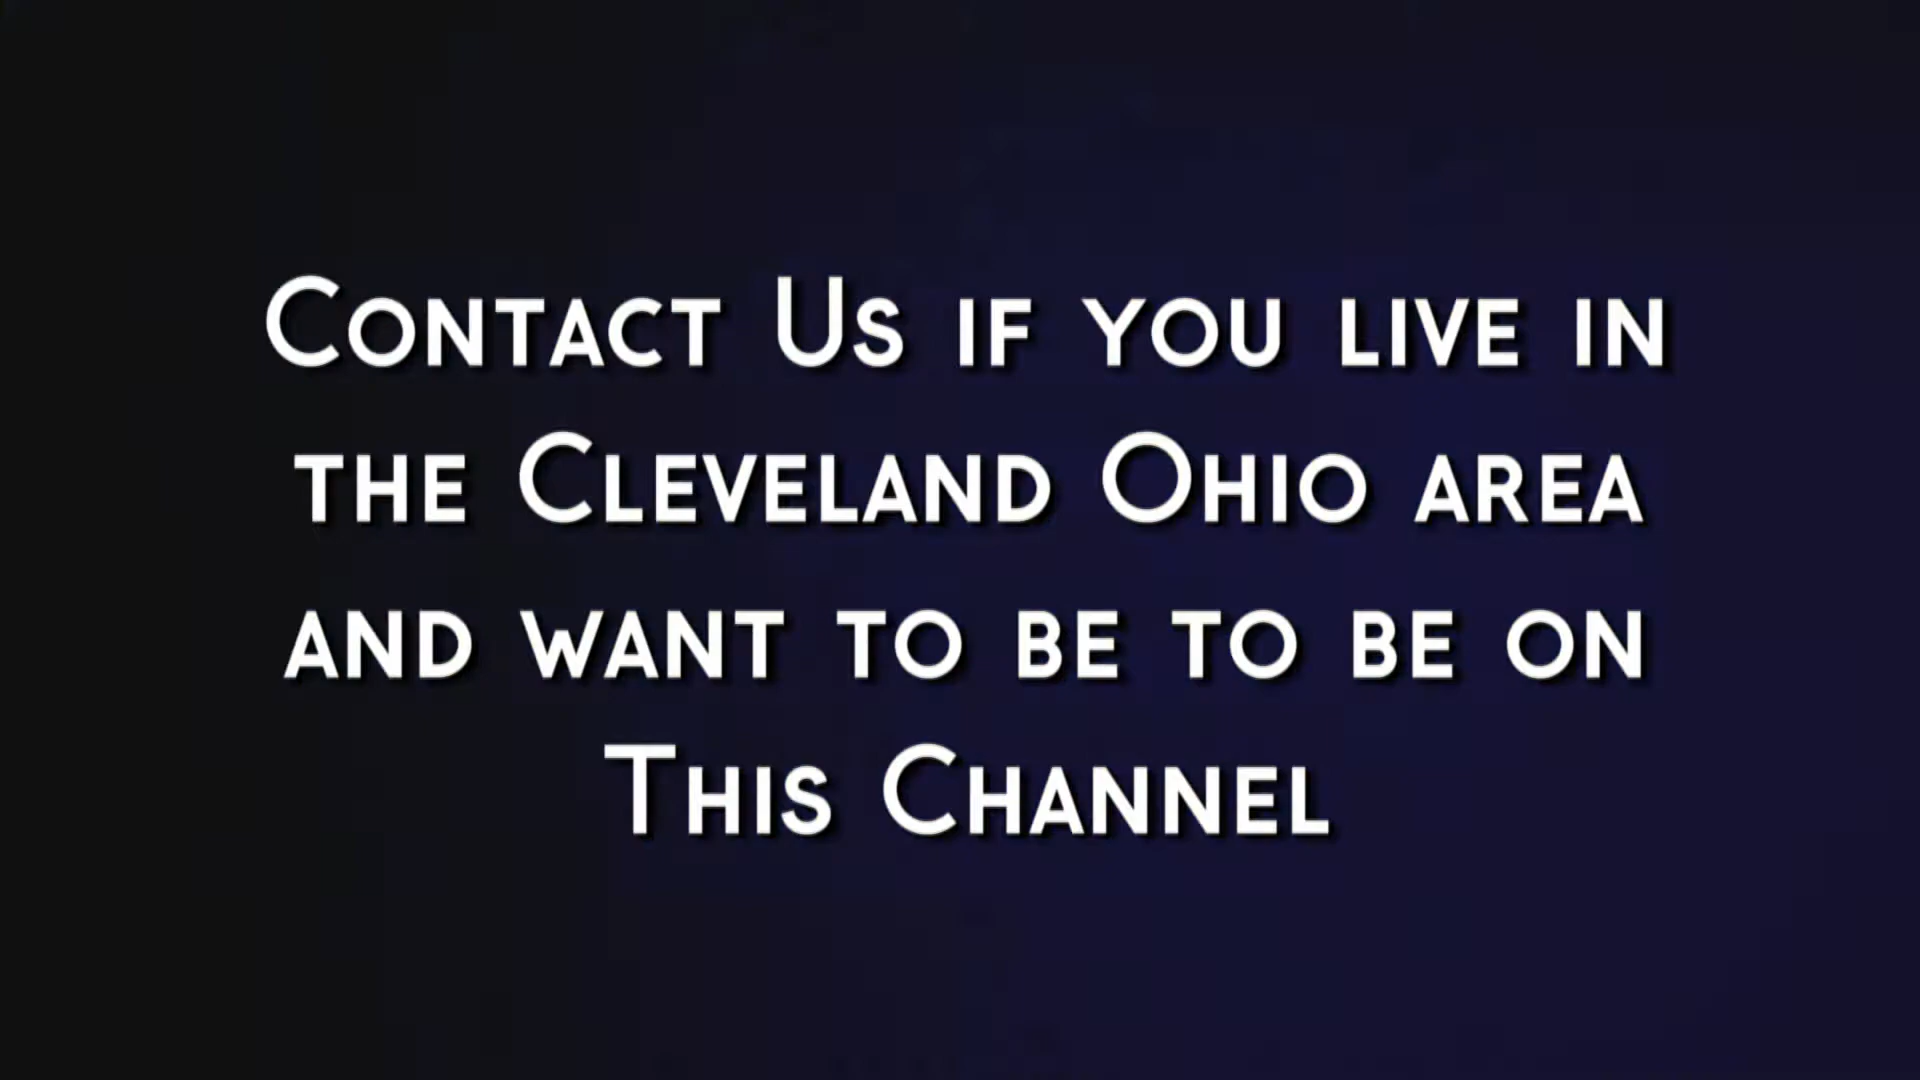 Contact Us if you live in
the Cleveland Ohio area
and want to be to be on
This Channel